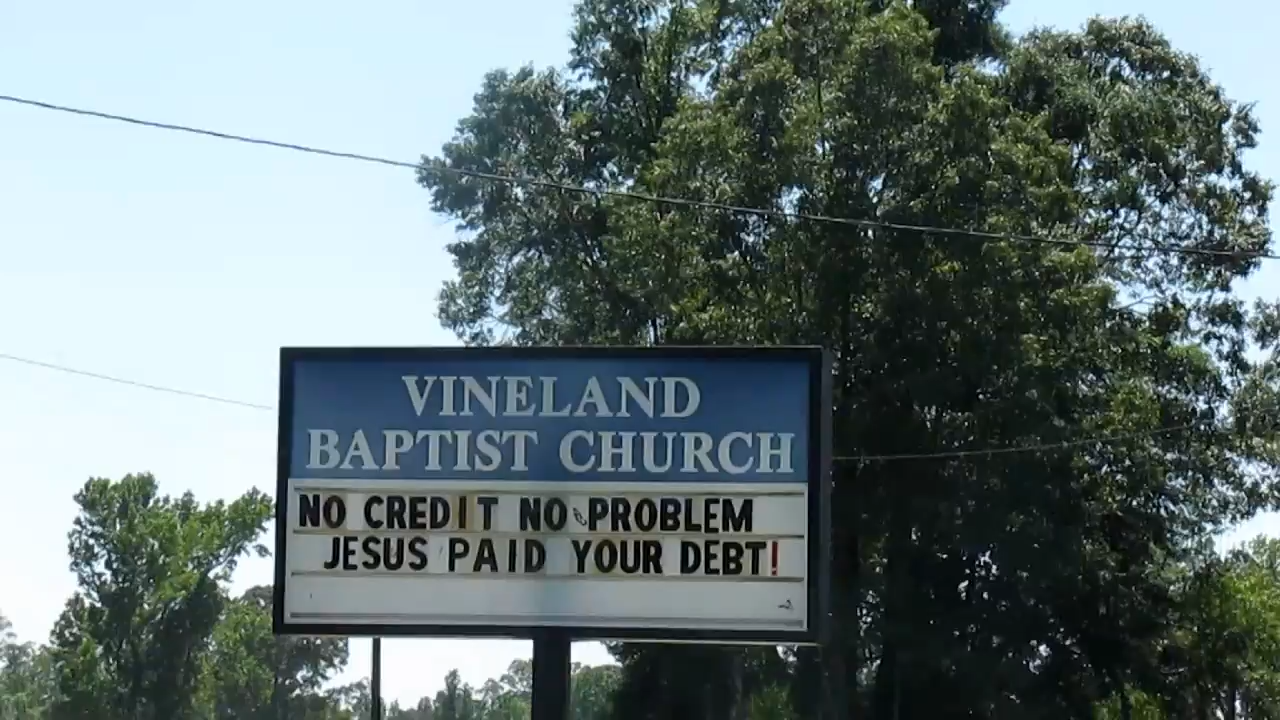 VINELAND
BAPTIST CHURCH
NO CREDIT NO PROBLEM
JESUS PAID YOUR DEBT!